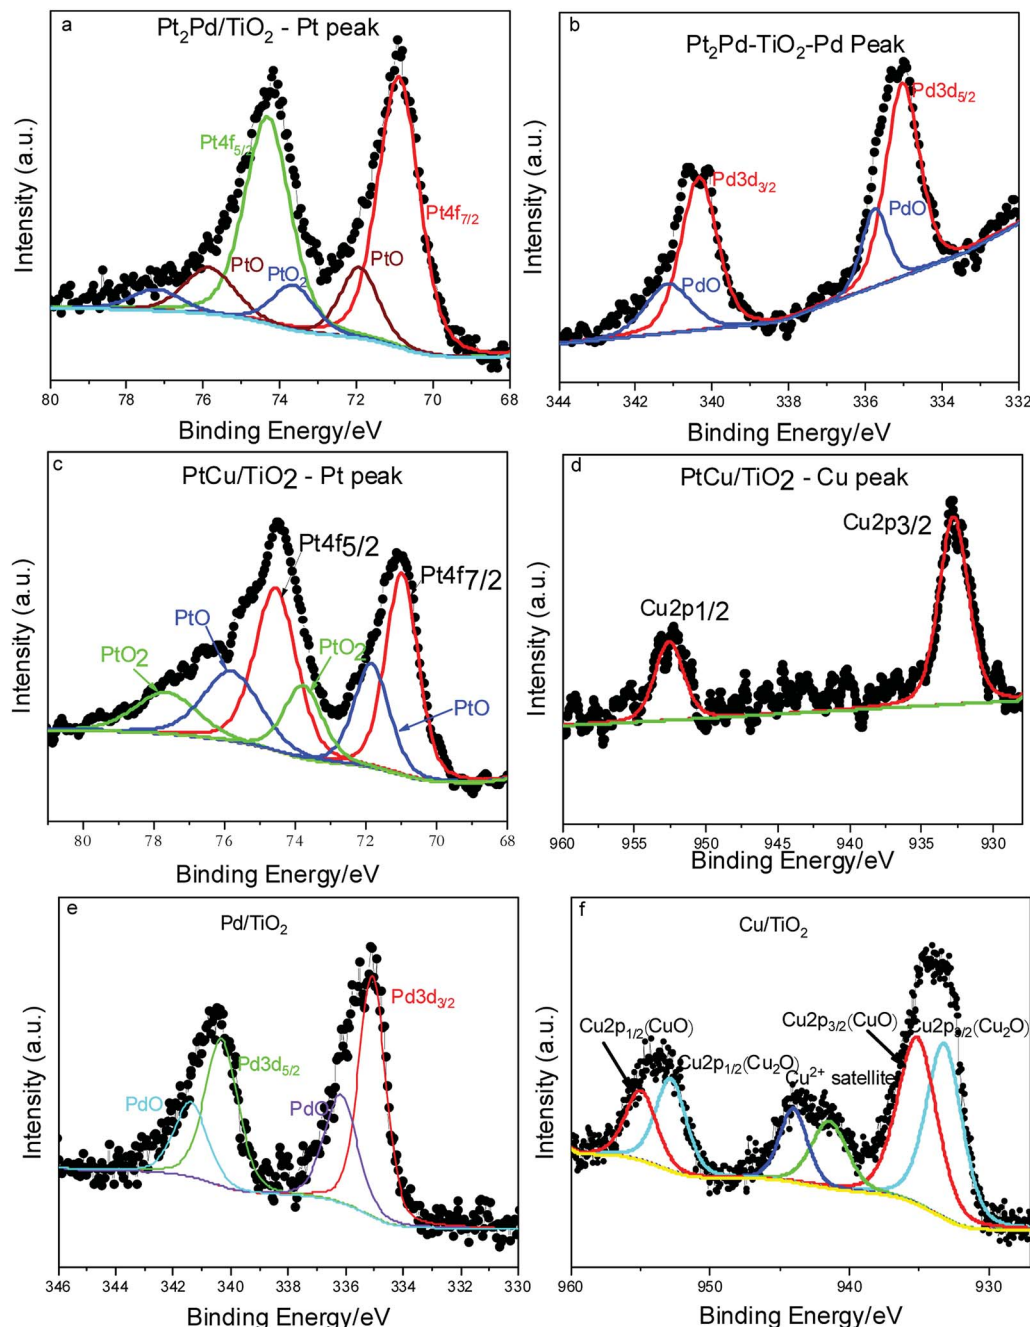 a
Pt₂Pd/TiO₂ - Pt peak
Pt4f₅/₂
Pt4f₇/₂
PtO
PtO₂
PtO
Intensity (a.u.)
80 78 76 74 72 70 68
Binding Energy/eV
b
Pt₂Pd-TiO₂-Pd Peak
Pd3d₅/₂
Pd3d₃/₂
PdO
PdO
Intensity (a.u.)
344 342 340 338 336 334 332
Binding Energy/eV
c
PtCu/TiO2 - Pt peak
Pt4f5/2
Pt4f7/2
PtO
PtO2
PtO2
PtO
Intensity (a.u.)
80 78 76 74 72 70 68
Binding Energy/eV
d
PtCu/TiO2 - Cu peak
Cu2p3/2
Cu2p1/2
Intensity (a.u.)
960 955 950 945 940 935 930
Binding Energy/eV
e
Pd/TiO₂
Pd3d₃/₂
Pd3d₅/₂
PdO
PdO
Intensity (a.u.)
346 344 342 340 338 336 334 332 330
Binding Energy/eV
f
Cu/TiO₂
Cu2p₁/₂(CuO)
Cu2p₃/₂(CuO)
Cu2p₃/₂(Cu₂O)
Cu2p₁/₂(Cu₂O)
Cu²⁺ satellite
Intensity (a.u.)
960 950 940 930
Binding Energy/eV